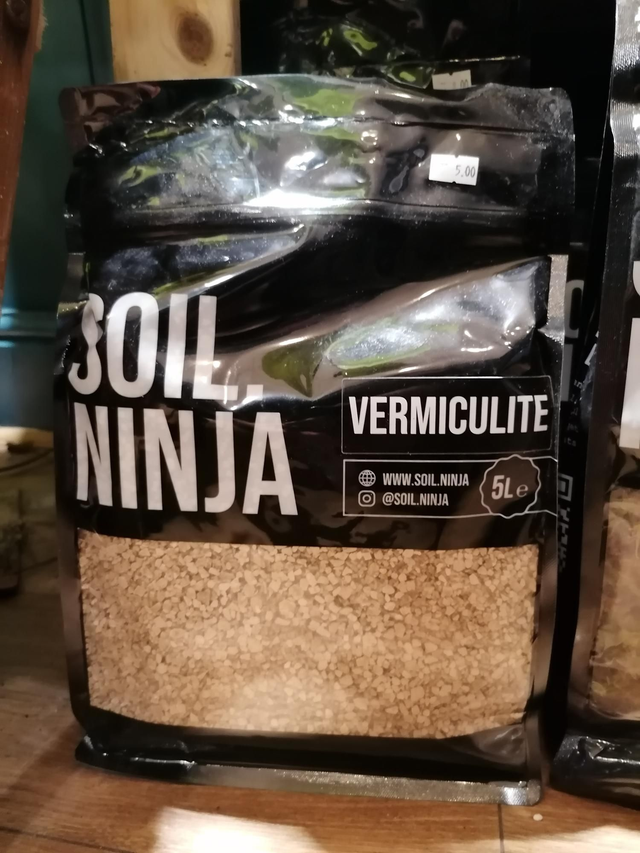 5.00
SOIL.
NINJA
VERMICULITE
WWW.SOIL.NINJA
@SOIL.NINJA
5L℮